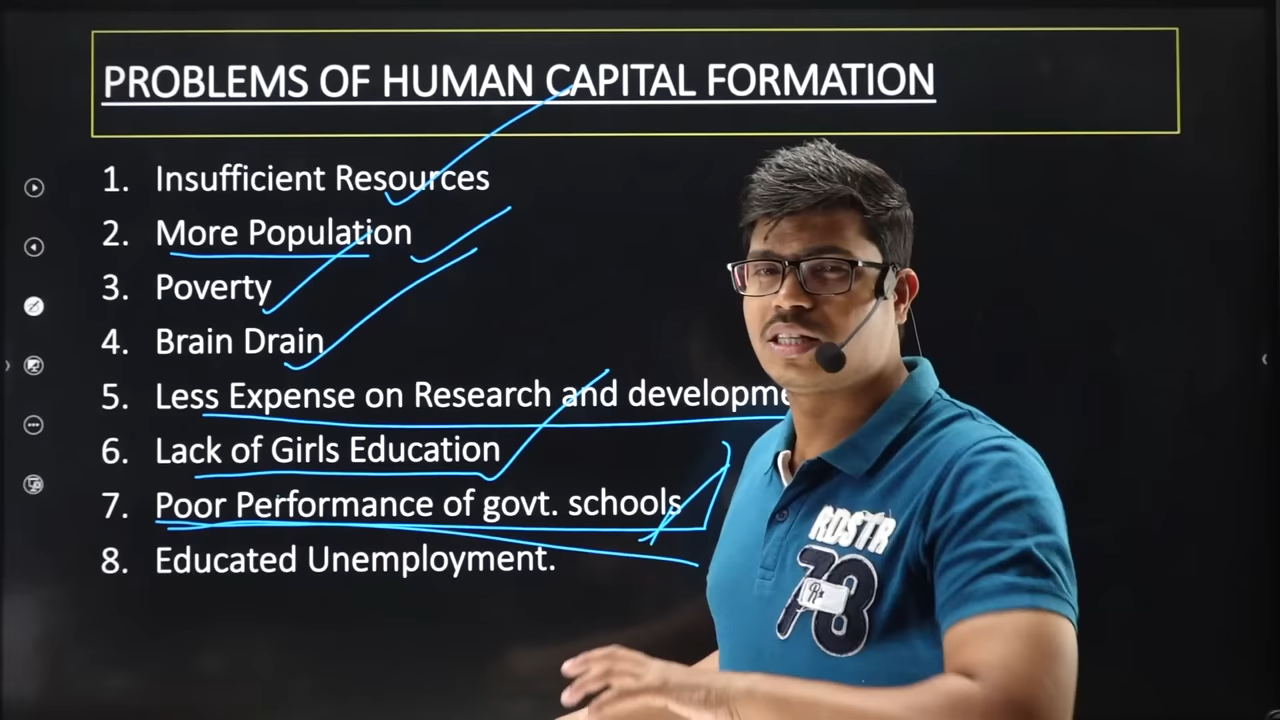 PROBLEMS OF HUMAN CAPITAL FORMATION
1. Insufficient Resources
2. More Population
3. Poverty
4. Brain Drain
5. Less Expense on Research and developme
6. Lack of Girls Education
7. Poor Performance of govt. schools
8. Educated Unemployment.
RDSTR
78